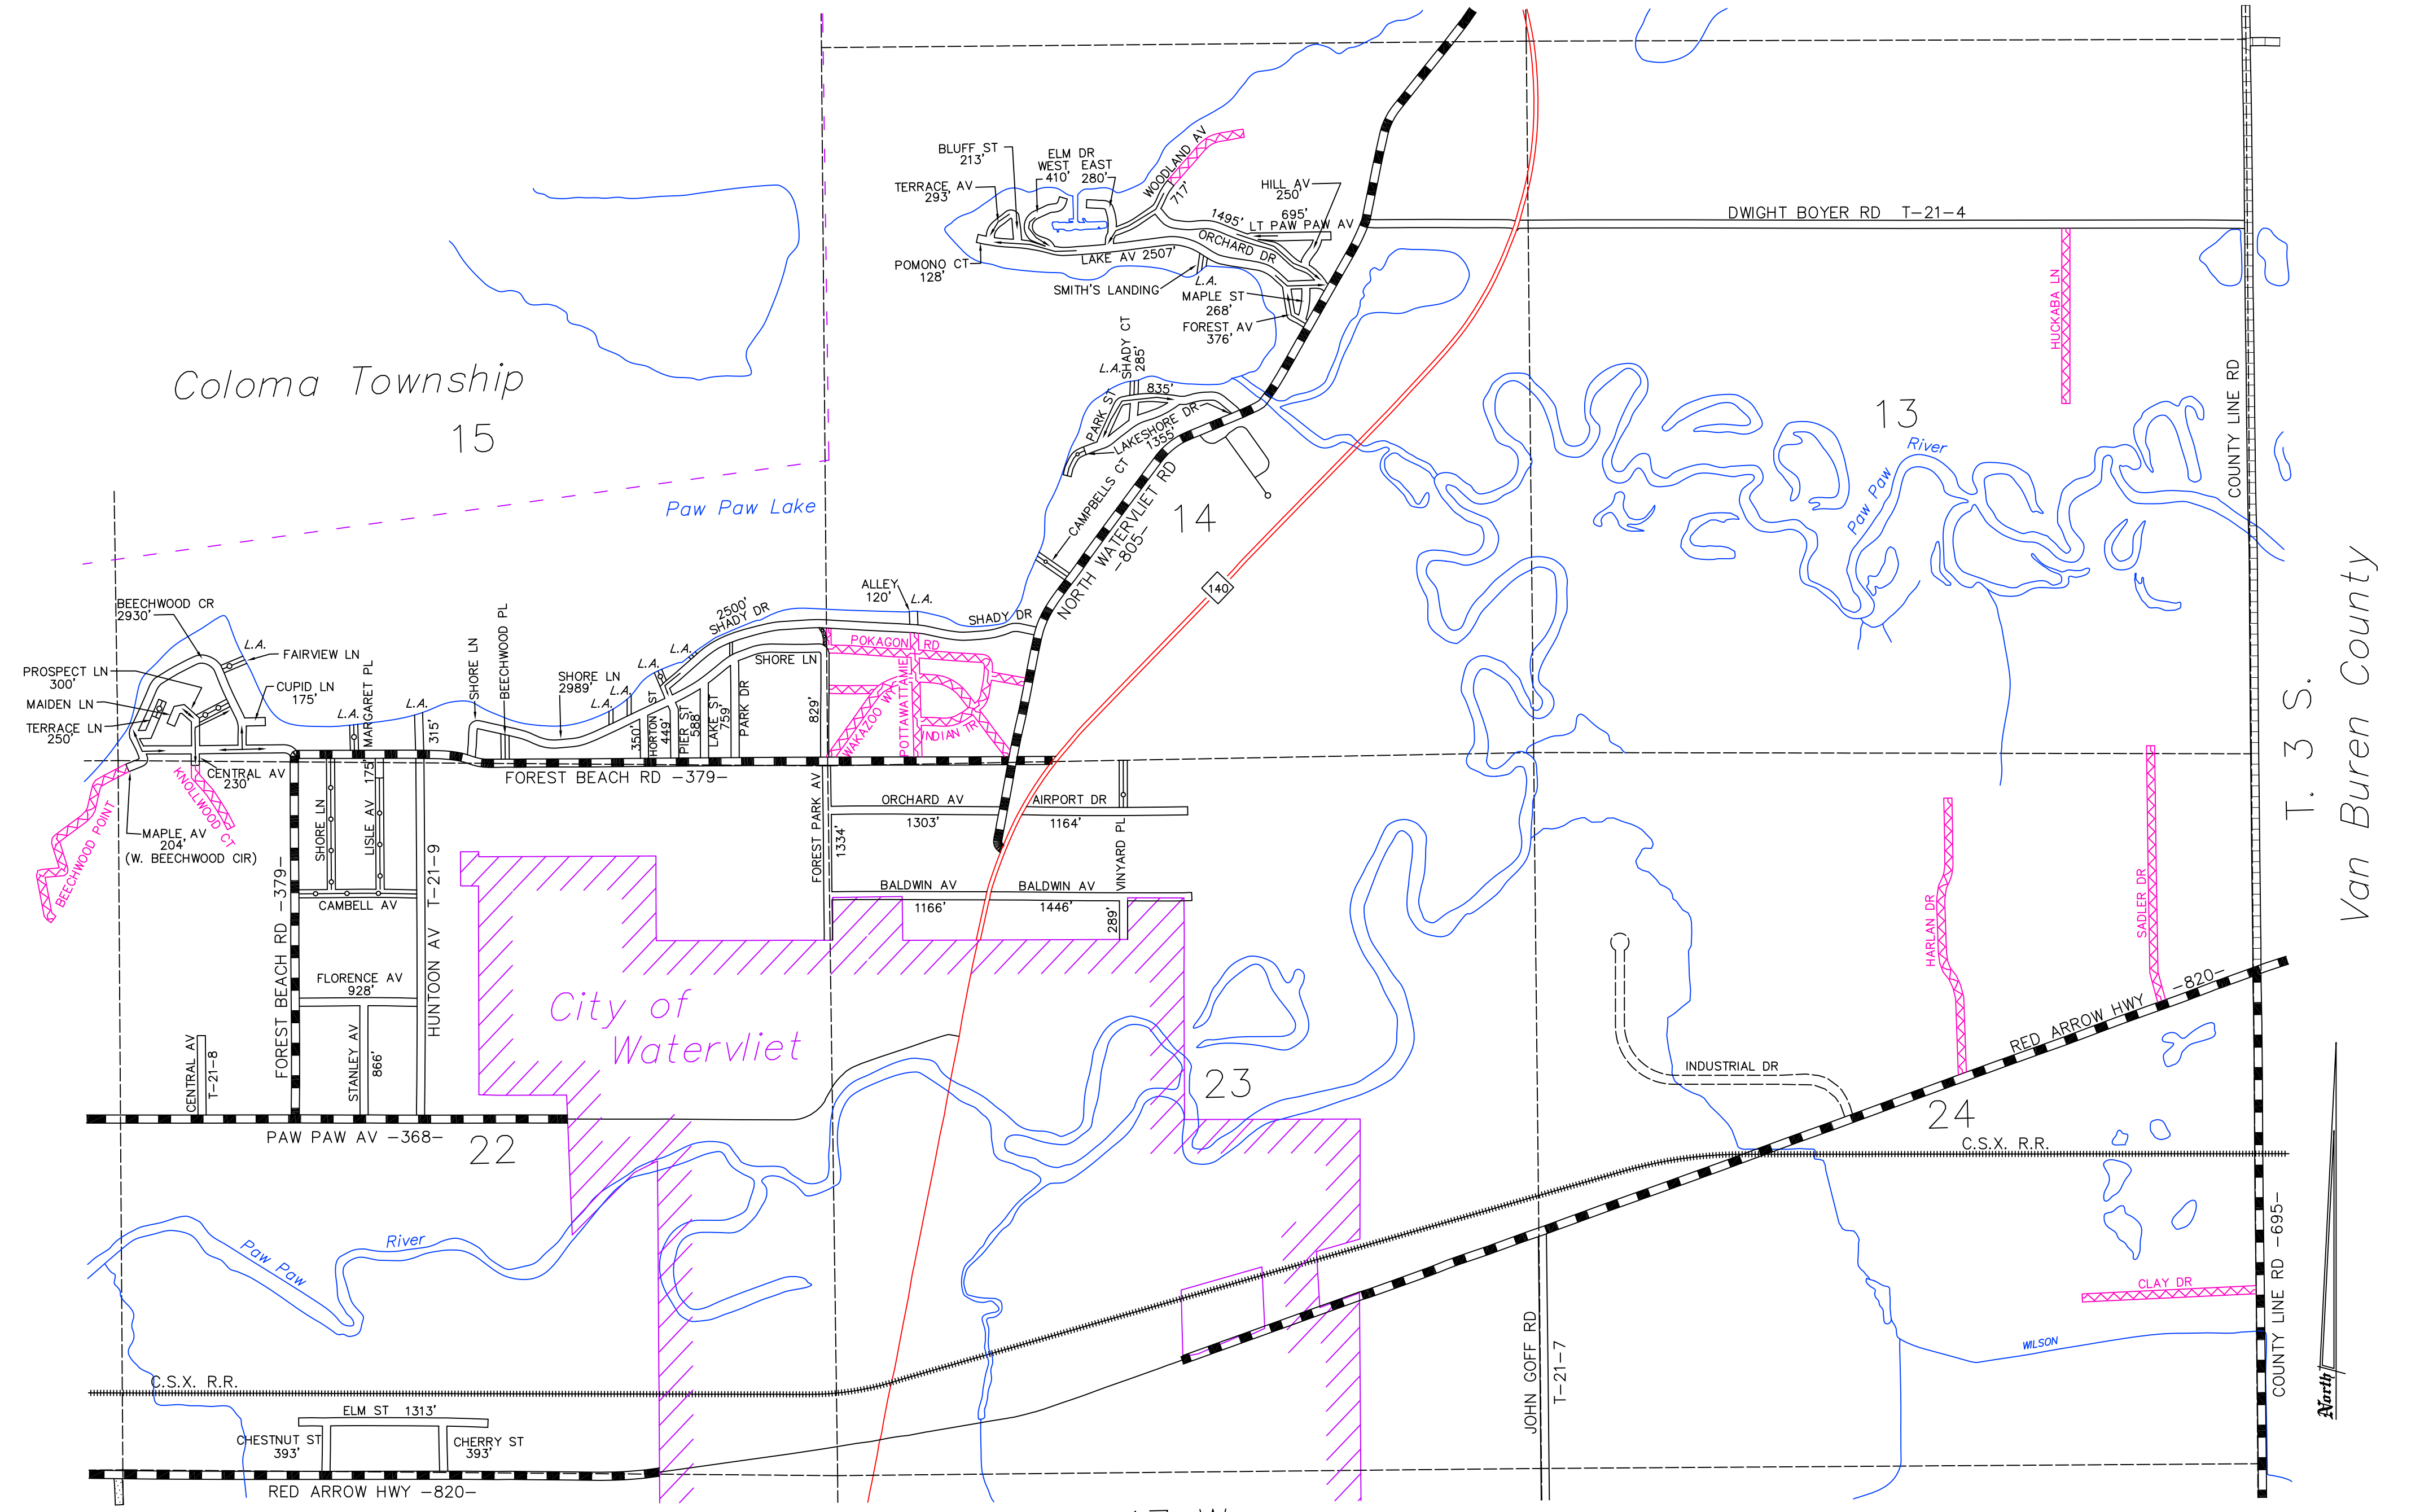 BLUFF ST
213'
ELM DR
WEST EAST
410' 280'
TERRACE AV
293'
WOODLAND AV
717'
HILL AV
250'
695'
LT PAW PAW AV
1495'
ORCHARD DR
LAKE AV 2507'
POMONO CT
128'
SMITH'S LANDING
L.A.
MAPLE ST
268'
FOREST AV
376'
DWIGHT BOYER RD T-21-4
HUCKABA LN
COUNTY LINE RD
Coloma Township
15
L.A.
SHADY CT
285'
835'
PARK ST
LAKESHORE DR
1355'
CAMPBELLS CT
NORTH WATERVLIET RD
-805-
14
13
River
Paw Paw
Paw Paw Lake
140
T. 3 S.
Van Buren County
BEECHWOOD CR
2930'
L.A.
FAIRVIEW LN
PROSPECT LN
300'
CUPID LN
175'
MAIDEN LN
TERRACE LN
250'
MARGARET PL
L.A.
L.A.
315'
SHORE LN
BEECHWOOD PL
SHORE LN
2989'
L.A.
L.A.
L.A.
L.A.
2500'
SHADY DR
ALLEY
120'
L.A.
SHADY DR
SHORE LN
350'
HORTON ST
449'
PIER ST
588'
LAKE ST
759'
PARK DR
829'
POKAGON RD
WAKAZOO WY
POTTAWATTAMIE
INDIAN TR
CENTRAL AV
230'
KNOLLWOOD CT
BEECHWOOD POINT
MAPLE AV
204'
(W. BEECHWOOD CIR)
FOREST BEACH RD -379-
SHORE LN
LISLE AV
175'
CAMBELL AV
FOREST BEACH RD -379-
HUNTOON AV T-21-9
FLORENCE AV
928'
STANLEY AV
866'
CENTRAL AV
T-21-8
FOREST PARK AV
1334'
ORCHARD AV
1303'
AIRPORT DR
1164'
VINYARD PL
BALDWIN AV
1166'
BALDWIN AV
1446'
289'
City of
Watervliet
HARLAN DR
SADLER DR
RED ARROW HWY -820-
INDUSTRIAL DR
23
24
C.S.X. R.R.
PAW PAW AV -368-
22
Paw Paw
River
CLAY DR
WILSON
COUNTY LINE RD -695-
JOHN GOFF RD
T-21-7
North
C.S.X. R.R.
ELM ST 1313'
CHESTNUT ST
393'
CHERRY ST
393'
RED ARROW HWY -820-